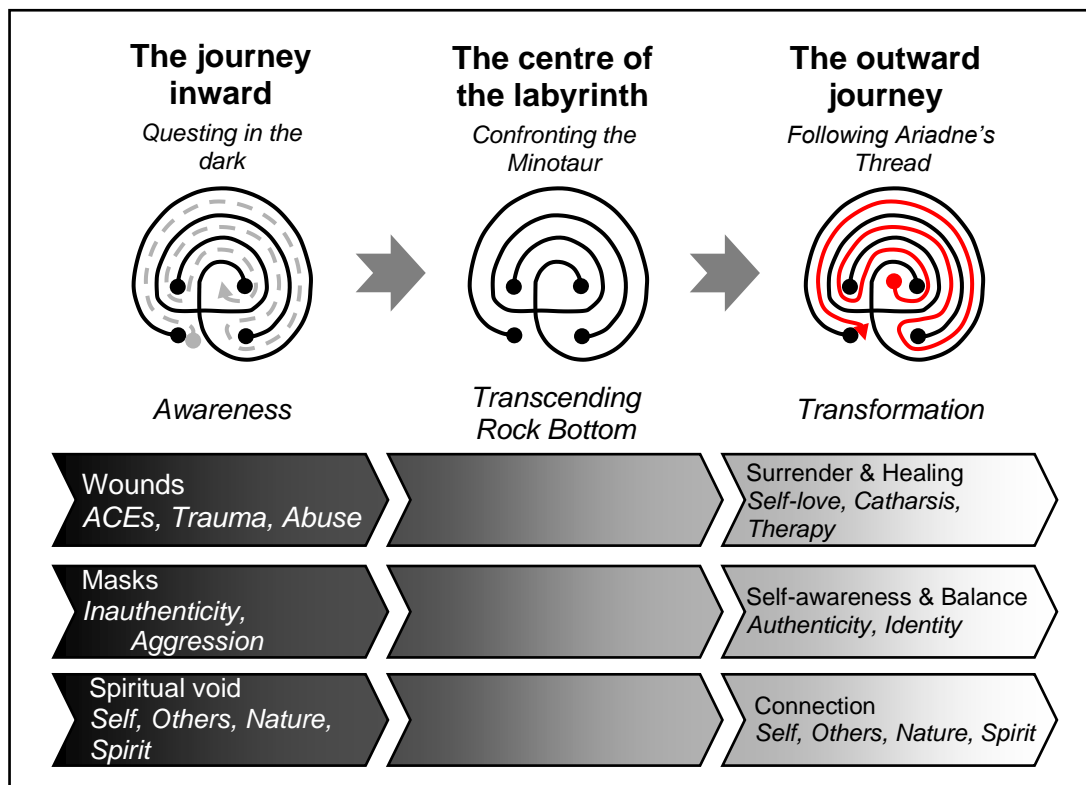 The journey
inward
Questing in the
dark
The centre of
the labyrinth
Confronting the
Minotaur
The outward
journey
Following Ariadne’s
Thread
Awareness
Transcending
Rock Bottom
Transformation
Wounds
ACEs, Trauma, Abuse
Surrender & Healing
Self-love, Catharsis,
Therapy
Masks
Inauthenticity,
Aggression
Self-awareness & Balance
Authenticity, Identity
Spiritual void
Self, Others, Nature,
Spirit
Connection
Self, Others, Nature, Spirit